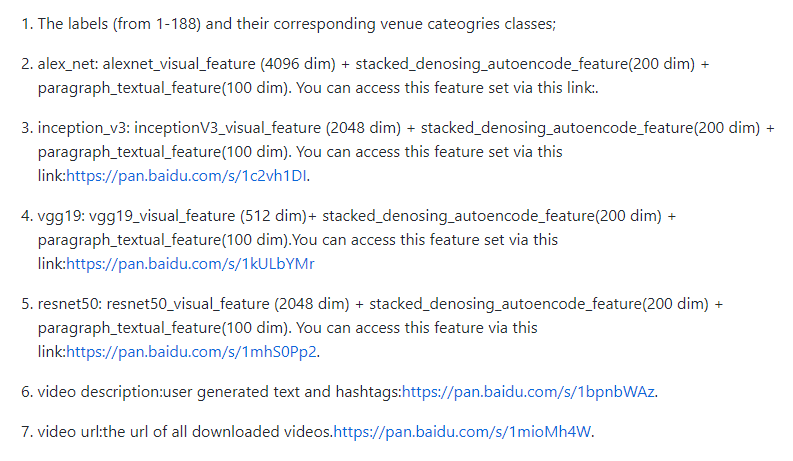 1. The labels (from 1-188) and their corresponding venue cateogries classes;
2. alex_net: alexnet_visual_feature (4096 dim) + stacked_denosing_autoencode_feature(200 dim) +
paragraph_textual_feature(100 dim). You can access this feature set via this link:.
3. inception_v3: inceptionV3_visual_feature (2048 dim) + stacked_denosing_autoencode_feature(200 dim) +
paragraph_textual_feature(100 dim). You can access this feature set via this
link:https://pan.baidu.com/s/1c2vh1DI.
4. vgg19: vgg19_visual_feature (512 dim)+ stacked_denosing_autoencode_feature(200 dim) +
paragraph_textual_feature(100 dim).You can access this feature set via this
link:https://pan.baidu.com/s/1kULbYMr
5. resnet50: resnet50_visual_feature (2048 dim) + stacked_denosing_autoencode_feature(200 dim) +
paragraph_textual_feature(100 dim). You can access this feature via this
link:https://pan.baidu.com/s/1mhS0Pp2.
6. video description:user generated text and hashtags:https://pan.baidu.com/s/1bpnbWAz.
7. video url:the url of all downloaded videos.https://pan.baidu.com/s/1mioMh4W.